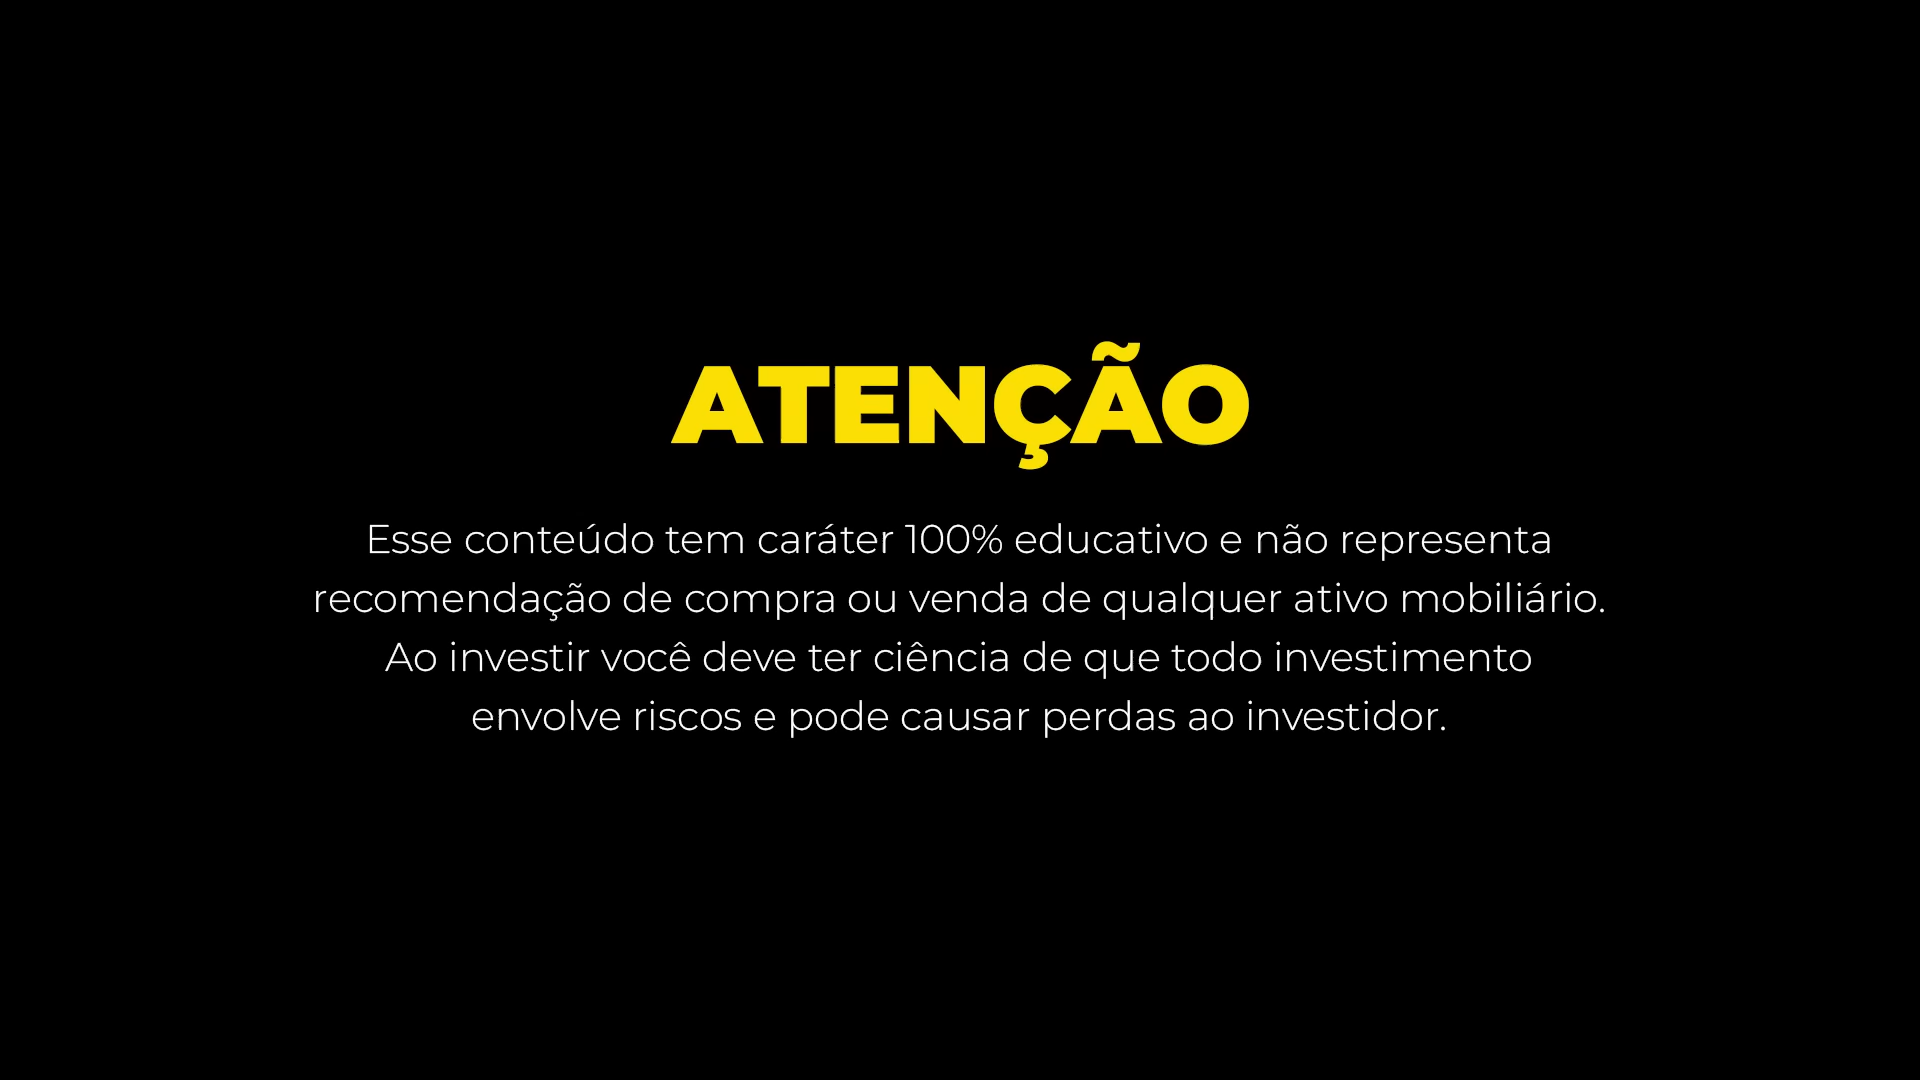 ATENÇÃO
Esse conteúdo tem caráter 100% educativo e não representa
recomendação de compra ou venda de qualquer ativo mobiliário.
Ao investir você deve ter ciência de que todo investimento
envolve riscos e pode causar perdas ao investidor.